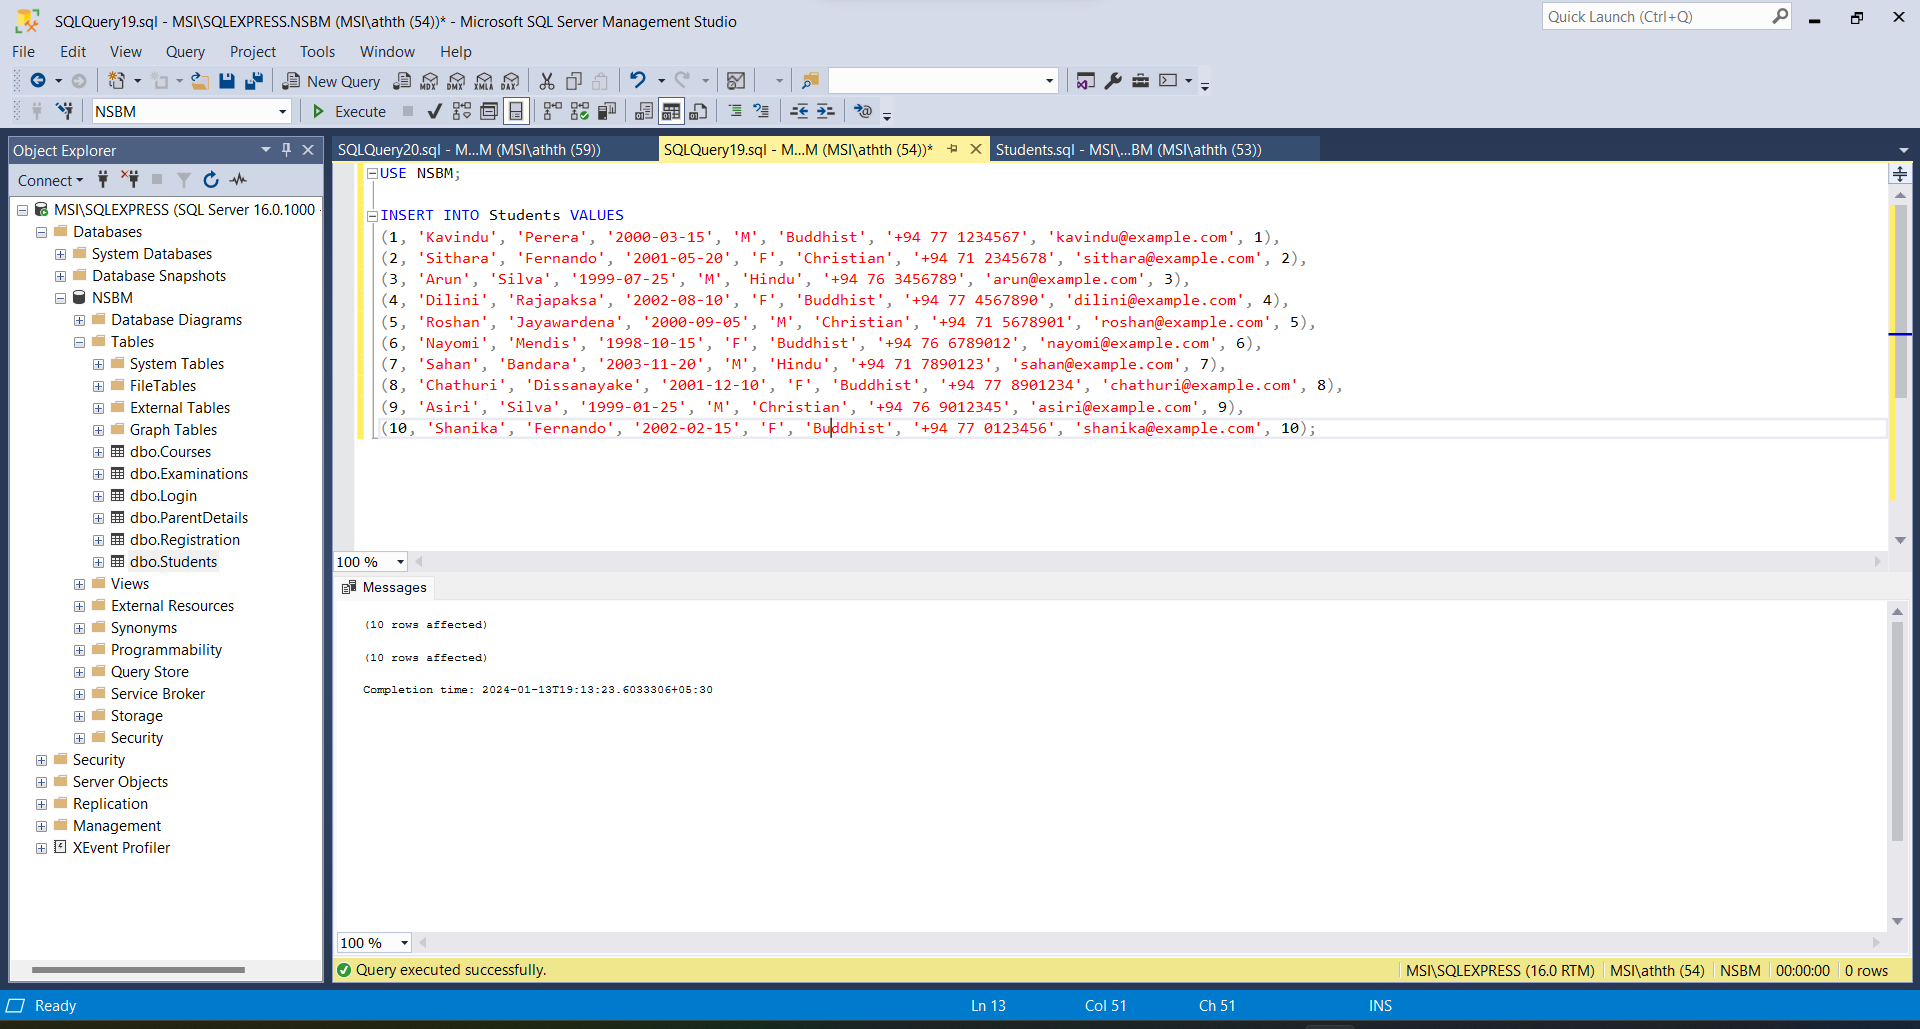 SQLQuery19.sql - MSI\SQLEXPRESS.NSBM (MSI\athth (54))* - Microsoft SQL Server Management Studio
Quick Launch (Ctrl+Q)
File Edit View Query Project Tools Window Help
New Query MDX DMX XMLA DAX
NSBM Execute
Object Explorer
Connect
MSI\SQLEXPRESS (SQL Server 16.0.1000 -
Databases
System Databases
Database Snapshots
NSBM
Database Diagrams
Tables
System Tables
FileTables
External Tables
Graph Tables
dbo.Courses
dbo.Examinations
dbo.Login
dbo.ParentDetails
dbo.Registration
dbo.Students
Views
External Resources
Synonyms
Programmability
Query Store
Service Broker
Storage
Security
Security
Server Objects
Replication
Management
XEvent Profiler
SQLQuery20.sql - M...M (MSI\athth (59)) SQLQuery19.sql - M...M (MSI\athth (54))* Students.sql - MSI\...BM (MSI\athth (53))
USE NSBM;
INSERT INTO Students VALUES
(1, 'Kavindu', 'Perera', '2000-03-15', 'M', 'Buddhist', '+94 77 1234567', 'kavindu@example.com', 1),
(2, 'Sithara', 'Fernando', '2001-05-20', 'F', 'Christian', '+94 71 2345678', 'sithara@example.com', 2),
(3, 'Arun', 'Silva', '1999-07-25', 'M', 'Hindu', '+94 76 3456789', 'arun@example.com', 3),
(4, 'Dilini', 'Rajapaksa', '2002-08-10', 'F', 'Buddhist', '+94 77 4567890', 'dilini@example.com', 4),
(5, 'Roshan', 'Jayawardena', '2000-09-05', 'M', 'Christian', '+94 71 5678901', 'roshan@example.com', 5),
(6, 'Nayomi', 'Mendis', '1998-10-15', 'F', 'Buddhist', '+94 76 6789012', 'nayomi@example.com', 6),
(7, 'Sahan', 'Bandara', '2003-11-20', 'M', 'Hindu', '+94 71 7890123', 'sahan@example.com', 7),
(8, 'Chathuri', 'Dissanayake', '2001-12-10', 'F', 'Buddhist', '+94 77 8901234', 'chathuri@example.com', 8),
(9, 'Asiri', 'Silva', '1999-01-25', 'M', 'Christian', '+94 76 9012345', 'asiri@example.com', 9),
(10, 'Shanika', 'Fernando', '2002-02-15', 'F', 'Buddhist', '+94 77 0123456', 'shanika@example.com', 10);
100 %
Messages
(10 rows affected)
(10 rows affected)
Completion time: 2024-01-13T19:13:23.6033306+05:30
100 %
Query executed successfully. MSI\SQLEXPRESS (16.0 RTM) MSI\athth (54) NSBM 00:00:00 0 rows
Ready Ln 13 Col 51 Ch 51 INS